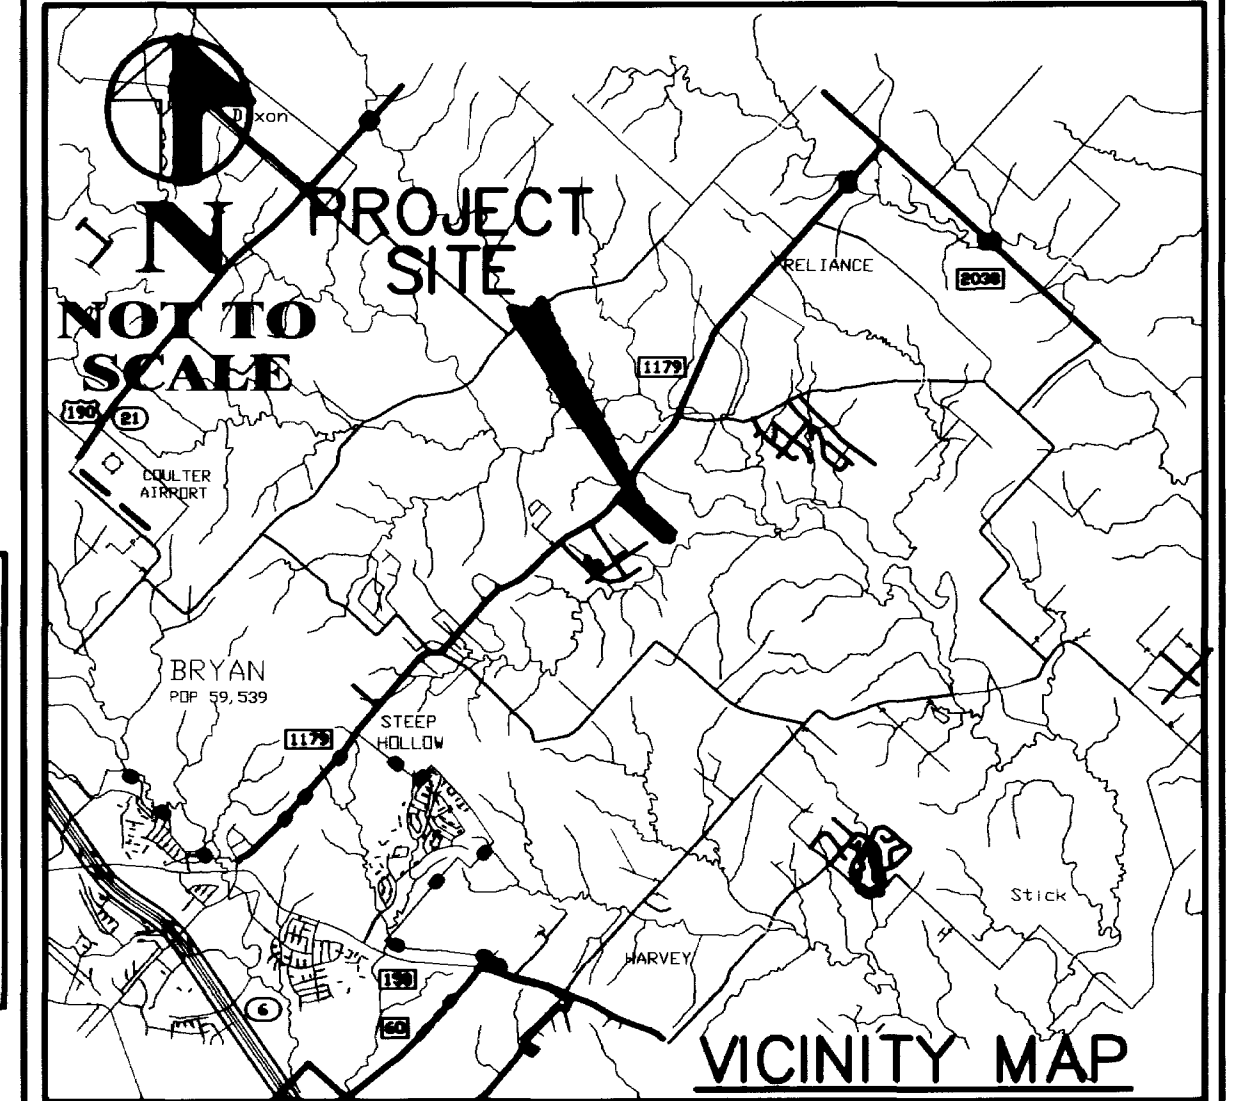 Dixon
PROJECT
SITE
N
NOT TO
SCALE
RELIANCE
2038
1179
190
21
COULTER
AIRPORT
BRYAN
POP 59,539
1179
STEEP
HOLLOW
Stick
HARVEY
6
60
VICINITY MAP